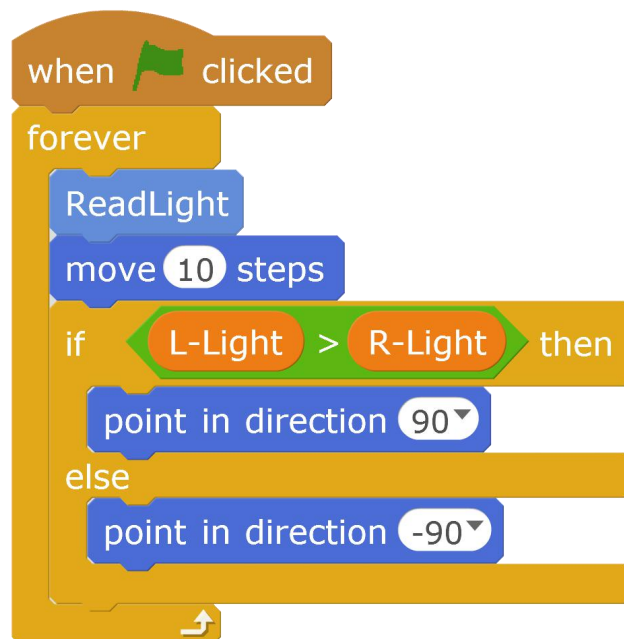 when clicked
forever
ReadLight
move 10 steps
if L-Light > R-Light then
point in direction 90
else
point in direction -90